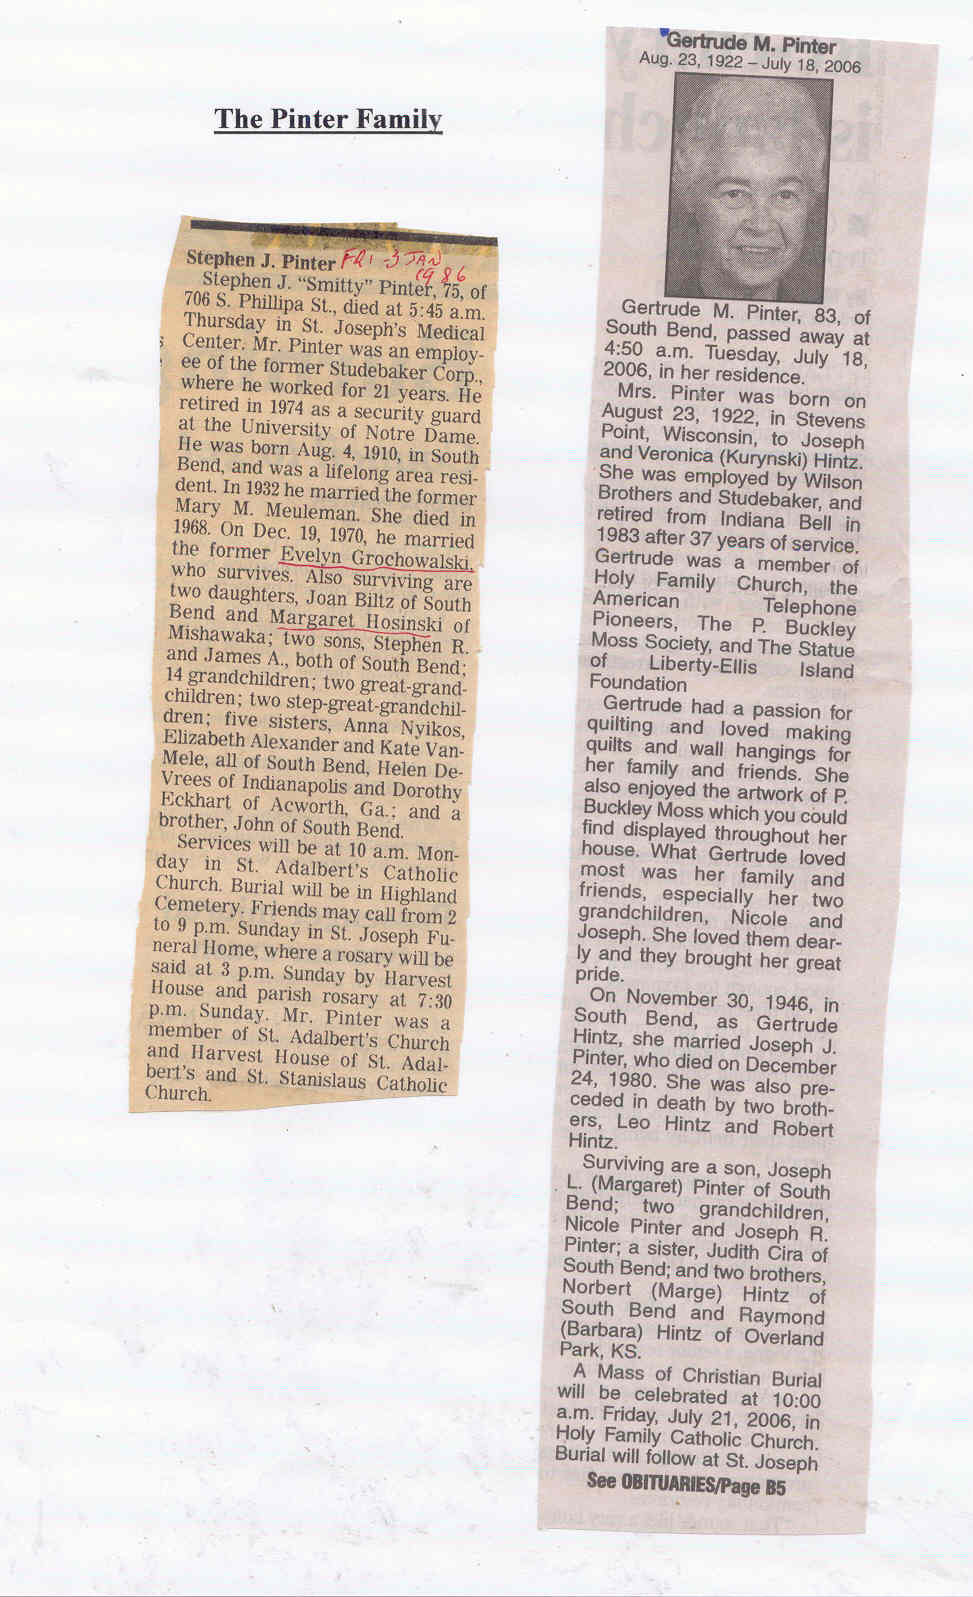 The Pinter Family
Stephen J. Pinter FRI - 3 JAN
1986
Stephen J. “Smitty” Pinter, 75, of
706 S. Phillipa St., died at 5:45 a.m.
Thursday in St. Joseph's Medical
Center. Mr. Pinter was an employ-
ee of the former Studebaker Corp.,
where he worked for 21 years. He
retired in 1974 as a security guard
at the University of Notre Dame.
He was born Aug. 4, 1910, in South
Bend, and was a lifelong area resi-
dent. In 1932 he married the former
Mary M. Meuleman. She died in
1968. On Dec. 19, 1970, he married
the former Evelyn Grochowalski,
who survives. Also surviving are
two daughters, Joan Biltz of South
Bend and Margaret Hosinski of
Mishawaka; two sons, Stephen R.
and James A., both of South Bend;
14 grandchildren; two great-grand-
children; two step-great-grandchil-
dren; five sisters, Anna Nyikos,
Elizabeth Alexander and Kate Van-
Mele, all of South Bend, Helen De-
Vrees of Indianapolis and Dorothy
Eckhart of Acworth, Ga.; and a
brother, John of South Bend.
Services will be at 10 a.m. Mon-
day in St. Adalbert's Catholic
Church. Burial will be in Highland
Cemetery. Friends may call from 2
to 9 p.m. Sunday in St. Joseph Fu-
neral Home, where a rosary will be
said at 3 p.m. Sunday by Harvest
House and parish rosary at 7:30
p.m. Sunday. Mr. Pinter was a
member of St. Adalbert's Church
and Harvest House of St. Adal-
bert's and St. Stanislaus Catholic
Church.
Gertrude M. Pinter
Aug. 23, 1922 – July 18, 2006
Gertrude M. Pinter, 83, of
South Bend, passed away at
4:50 a.m. Tuesday, July 18,
2006, in her residence.
Mrs. Pinter was born on
August 23, 1922, in Stevens
Point, Wisconsin, to Joseph
and Veronica (Kurynski) Hintz.
She was employed by Wilson
Brothers and Studebaker, and
retired from Indiana Bell in
1983 after 37 years of service.
Gertrude was a member of
Holy Family Church, the
American Telephone
Pioneers, The P. Buckley
Moss Society, and The Statue
of Liberty-Ellis Island
Foundation
Gertrude had a passion for
quilting and loved making
quilts and wall hangings for
her family and friends. She
also enjoyed the artwork of P.
Buckley Moss which you could
find displayed throughout her
house. What Gertrude loved
most was her family and
friends, especially her two
grandchildren, Nicole and
Joseph. She loved them dear-
ly and they brought her great
pride.
On November 30, 1946, in
South Bend, as Gertrude
Hintz, she married Joseph J.
Pinter, who died on December
24, 1980. She was also pre-
ceded in death by two broth-
ers, Leo Hintz and Robert
Hintz.
Surviving are a son, Joseph
L. (Margaret) Pinter of South
Bend; two grandchildren,
Nicole Pinter and Joseph R.
Pinter; a sister, Judith Cira of
South Bend; and two brothers,
Norbert (Marge) Hintz of
South Bend and Raymond
(Barbara) Hintz of Overland
Park, KS.
A Mass of Christian Burial
will be celebrated at 10:00
a.m. Friday, July 21, 2006, in
Holy Family Catholic Church.
Burial will follow at St. Joseph
See OBITUARIES/Page B5